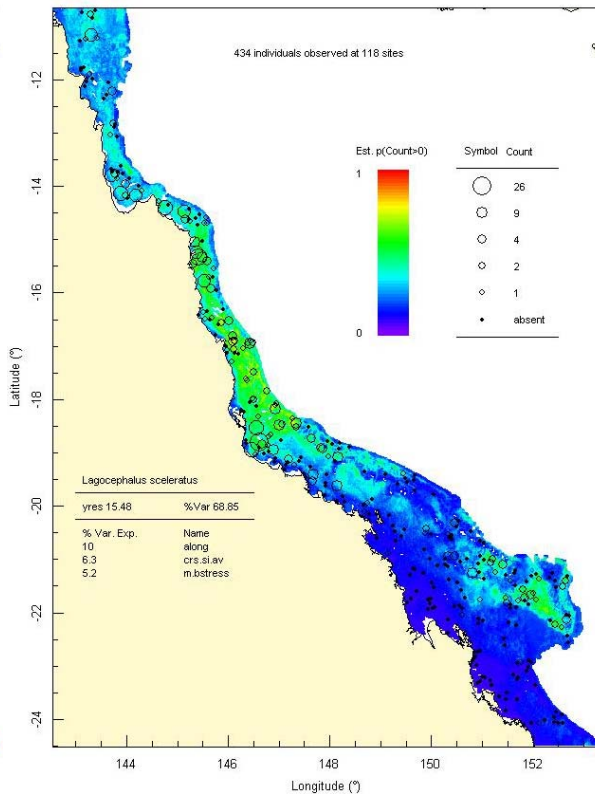 434 individuals observed at 118 sites
Est. p(Count>0)
1
0
Symbol Count
26
9
4
2
1
absent
-12
-14
-16
-18
-20
-22
-24
Latitude (°)
Lagocephalus sceleratus
yres 15.48 %Var 68.85
% Var. Exp. Name
10 along
6.3 crs.si.av
5.2 m.bstress
144 146 148 150 152
Longitude (°)